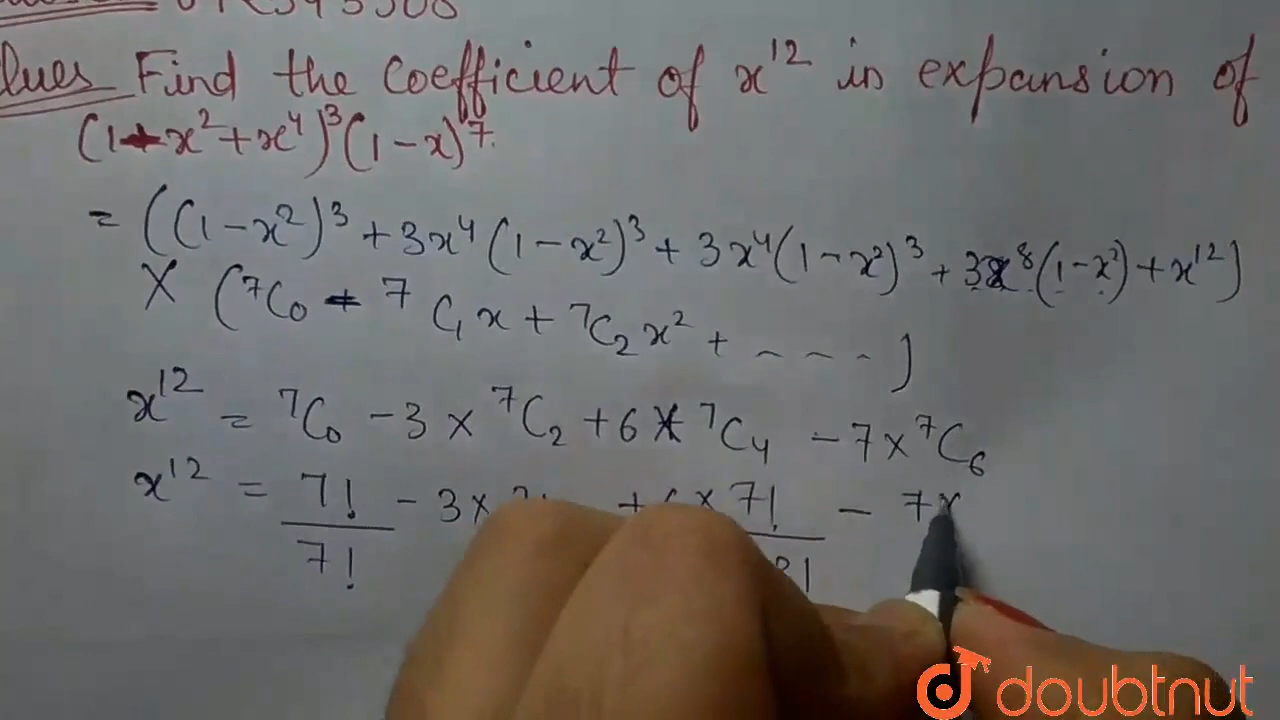 lues Find the coefficient of x¹² in expansion of
(1-x²+x⁴)³(1-x)⁷.
= ((1-x²)³+3x⁴(1-x²)³+3x⁴(1-x²)³+3x⁸(1-x²)+x¹²)
X (⁷C₀-⁷C₁x+⁷C₂x²+----)
x¹² = ⁷C₀-3×⁷C₂+6×⁷C₄-7×⁷C₆
x¹² = 7!/7! - 3× + × 7! - 7×
doubtnut